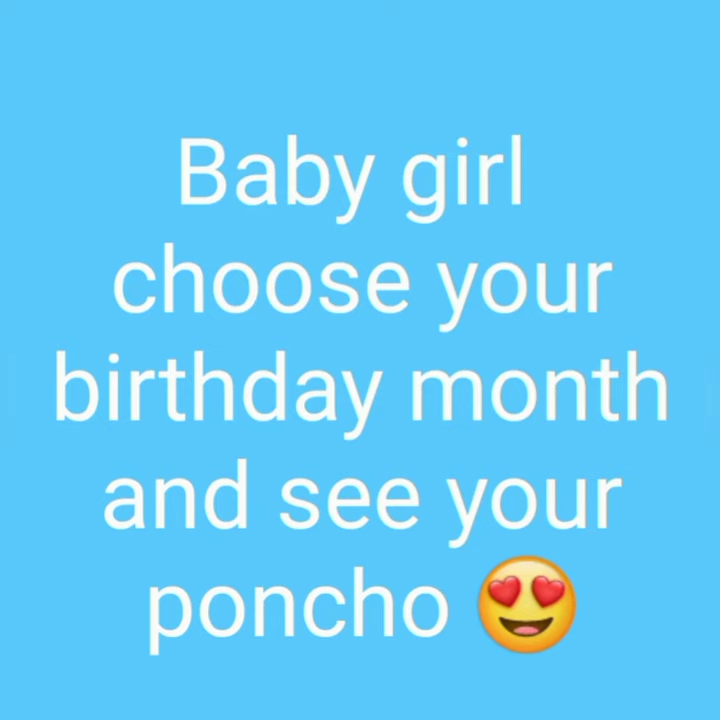 Baby girl
choose your
birthday month
and see your
poncho 😍